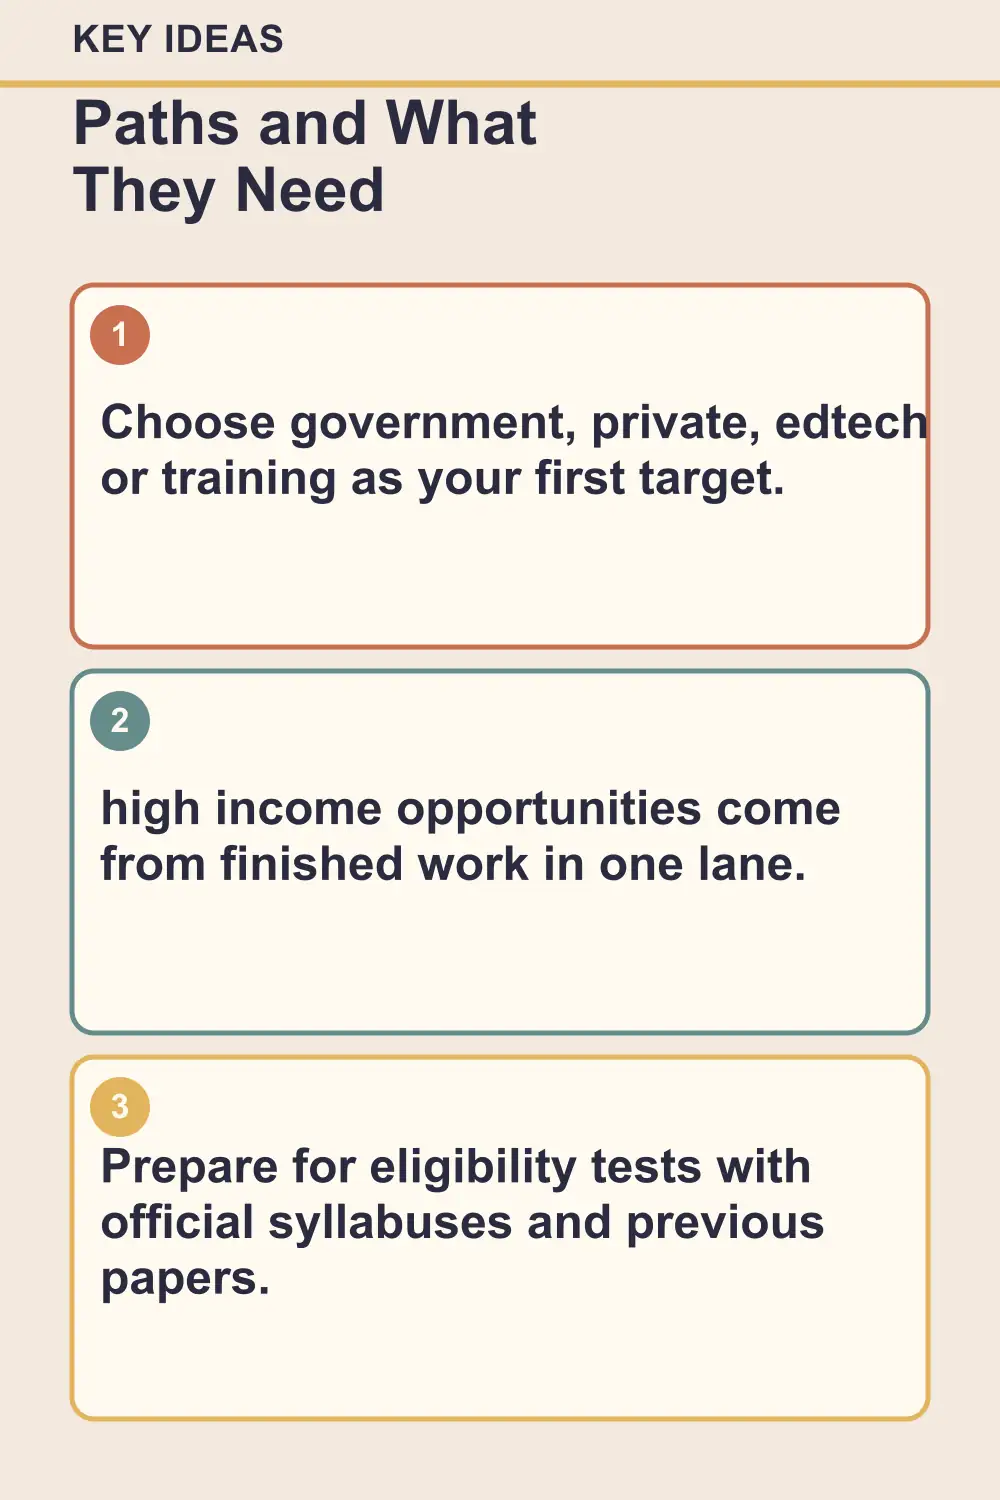 KEY IDEAS
Paths and What
They Need
1
Choose government, private, edtech
or training as your first target.
2
high income opportunities come
from finished work in one lane.
3
Prepare for eligibility tests with
official syllabuses and previous
papers.